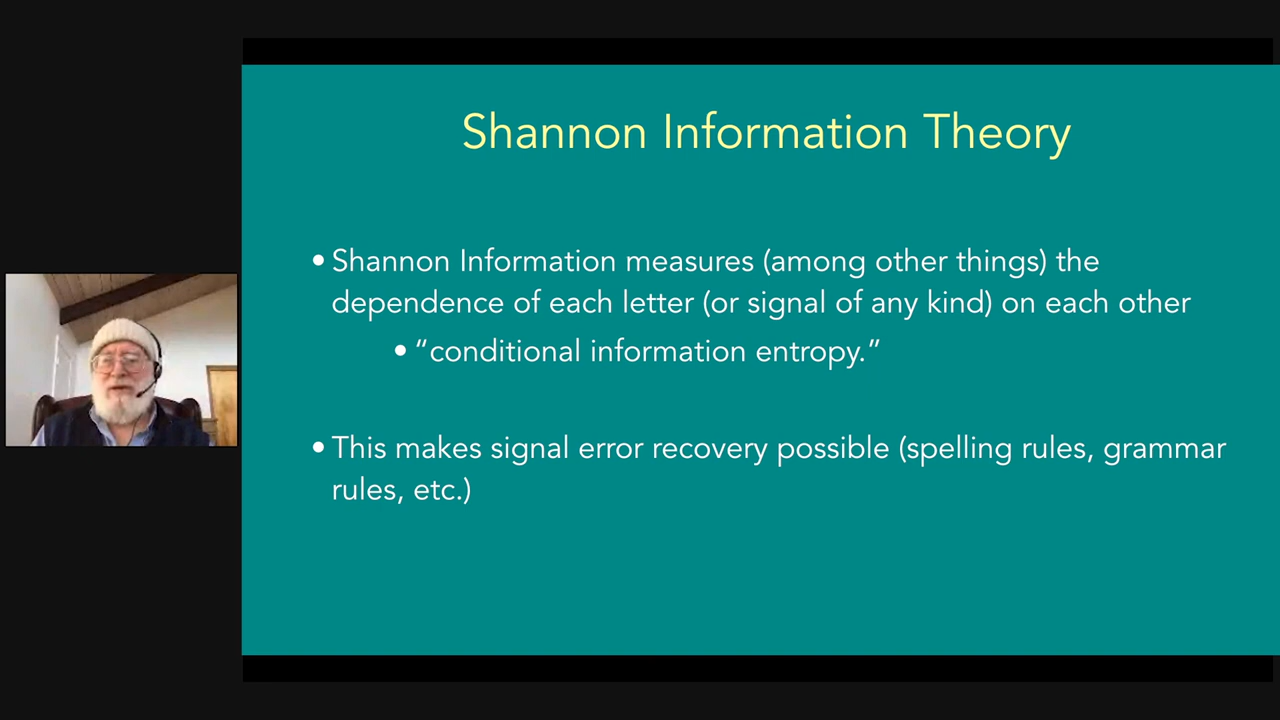 Shannon Information Theory
• Shannon Information measures (among other things) the
dependence of each letter (or signal of any kind) on each other
• “conditional information entropy.”
• This makes signal error recovery possible (spelling rules, grammar
rules, etc.)